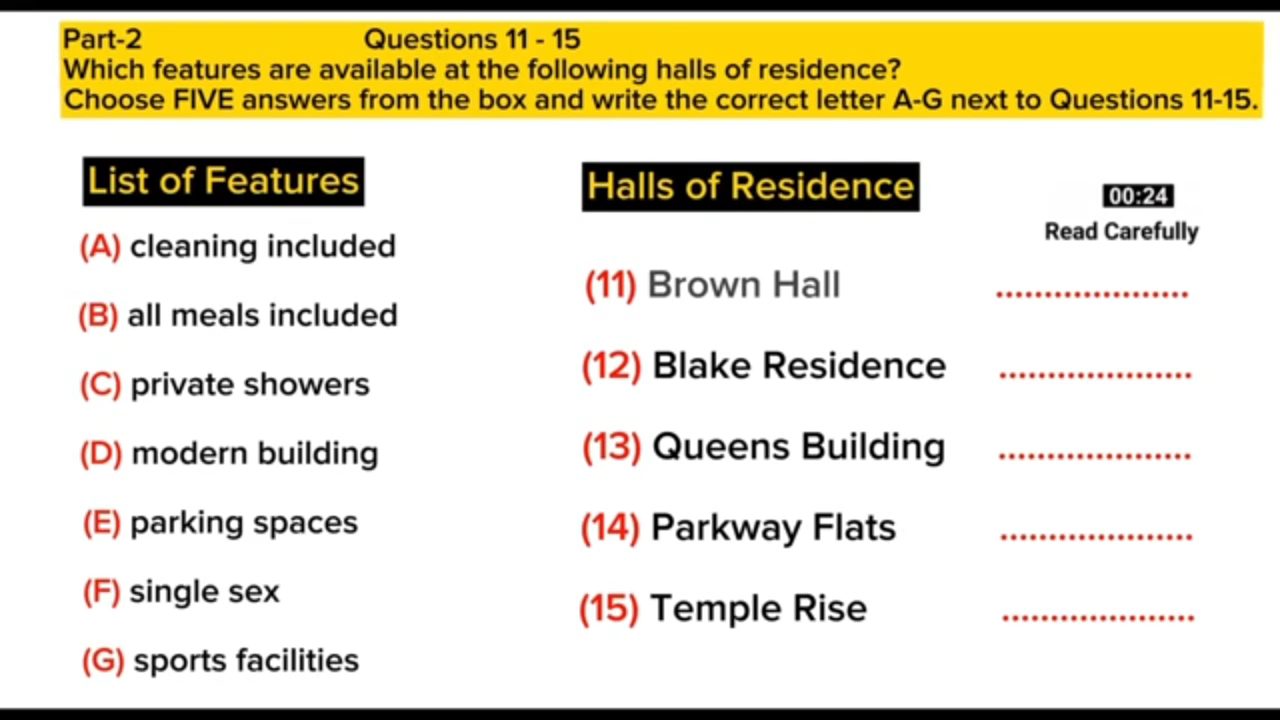 Part-2 Questions 11 - 15
Which features are available at the following halls of residence?
Choose FIVE answers from the box and write the correct letter A-G next to Questions 11-15.
List of Features
(A) cleaning included
(B) all meals included
(C) private showers
(D) modern building
(E) parking spaces
(F) single sex
(G) sports facilities
Halls of Residence
(11) Brown Hall ....................
(12) Blake Residence ....................
(13) Queens Building ....................
(14) Parkway Flats ....................
(15) Temple Rise ....................
00:24
Read Carefully